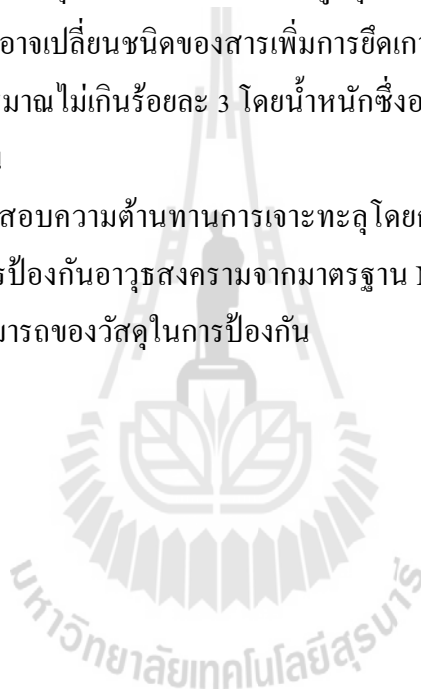 อาจเปลี่ยนชนิดของสารเพิ่มการยึดเกา
มาณไม่เกินร้อยละ 3 โดยน้ำหนักซึ่งอ
สอบความต้านทานการเจาะทะลุโดย
รป้องกันอาวุธสงครามจากมาตรฐาน
มารถของวัสดุในการป้องกัน
มหาวิทยาลัยเทคโนโลยีสุรนารี